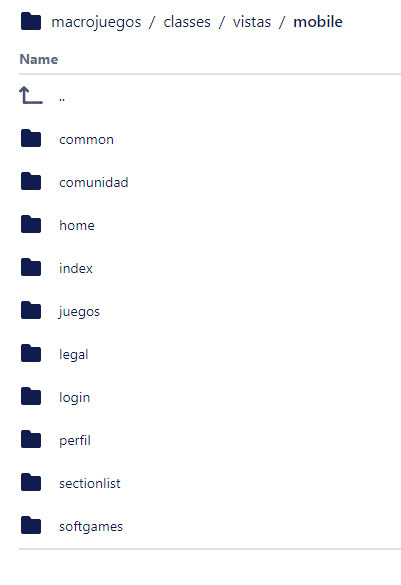 macrojuegos / classes / vistas / mobile
Name
..
common
comunidad
home
index
juegos
legal
login
perfil
sectionlist
softgames